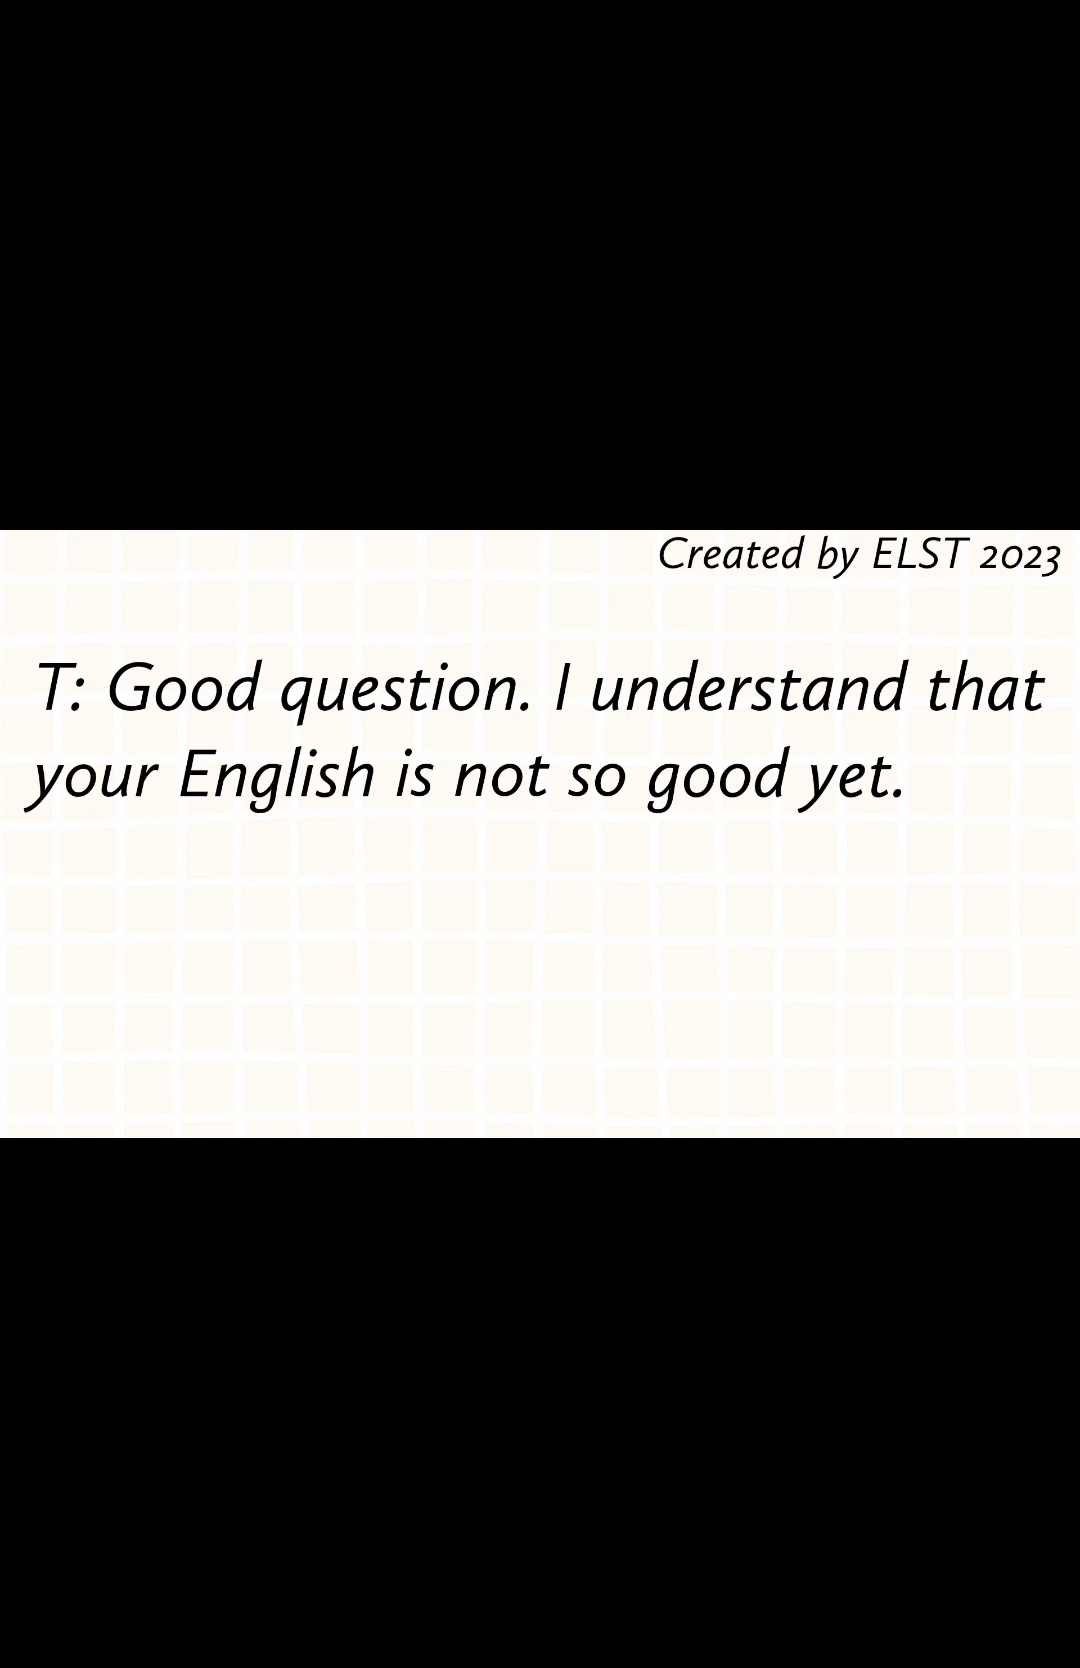 Created by ELST 2023
T: Good question. I understand that
your English is not so good yet.